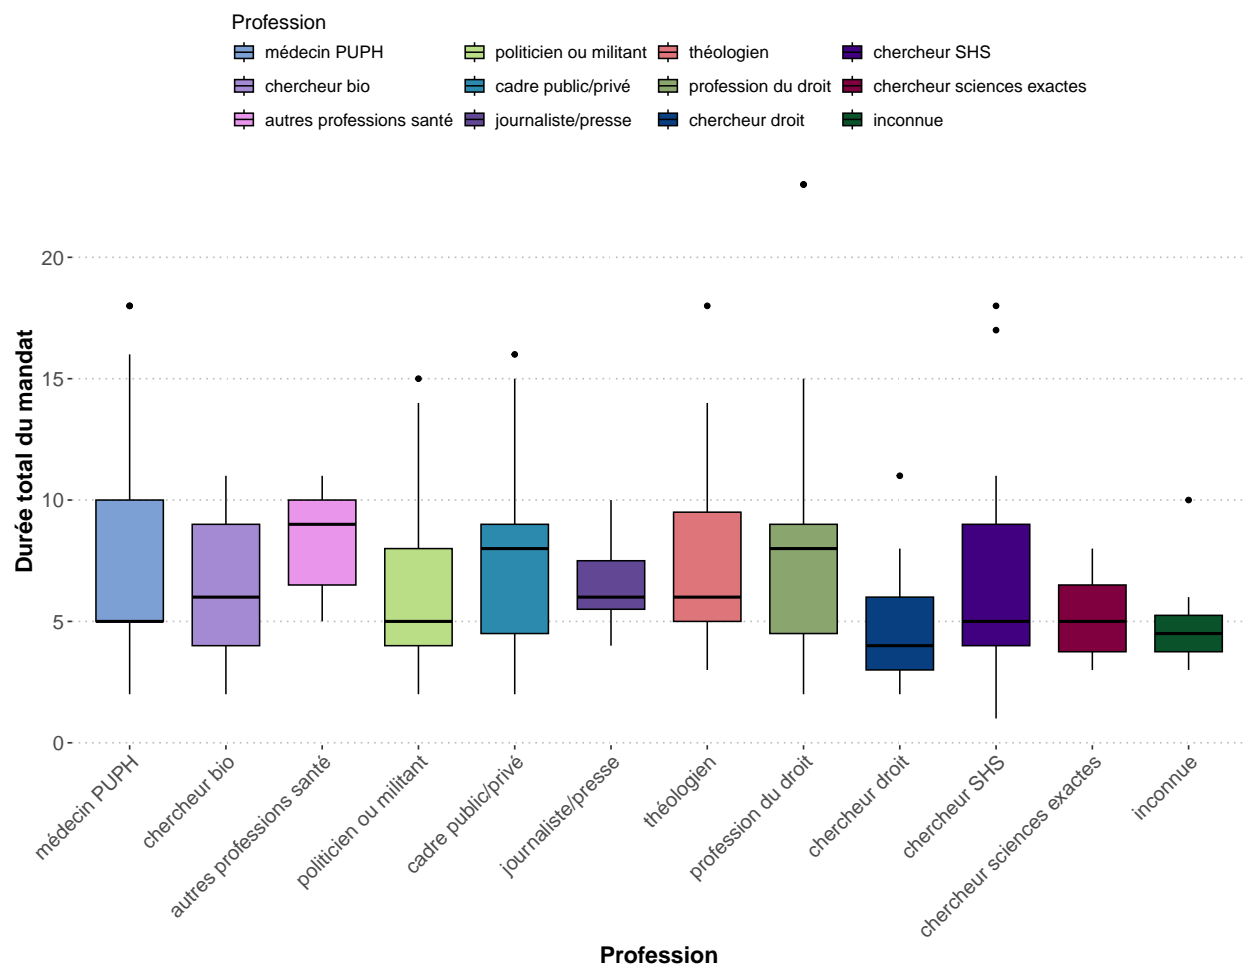 Profession
médecin PUPH politicien ou militant théologien chercheur SHS
chercheur bio cadre public/privé profession du droit chercheur sciences exactes
autres professions santé journaliste/presse chercheur droit inconnue
Durée total du mandat
20
15
10
5
0
médecin PUPH
chercheur bio
autres professions santé
politicien ou militant
cadre public/privé
journaliste/presse
théologien
profession du droit
chercheur droit
chercheur SHS
chercheur sciences exactes
inconnue
Profession